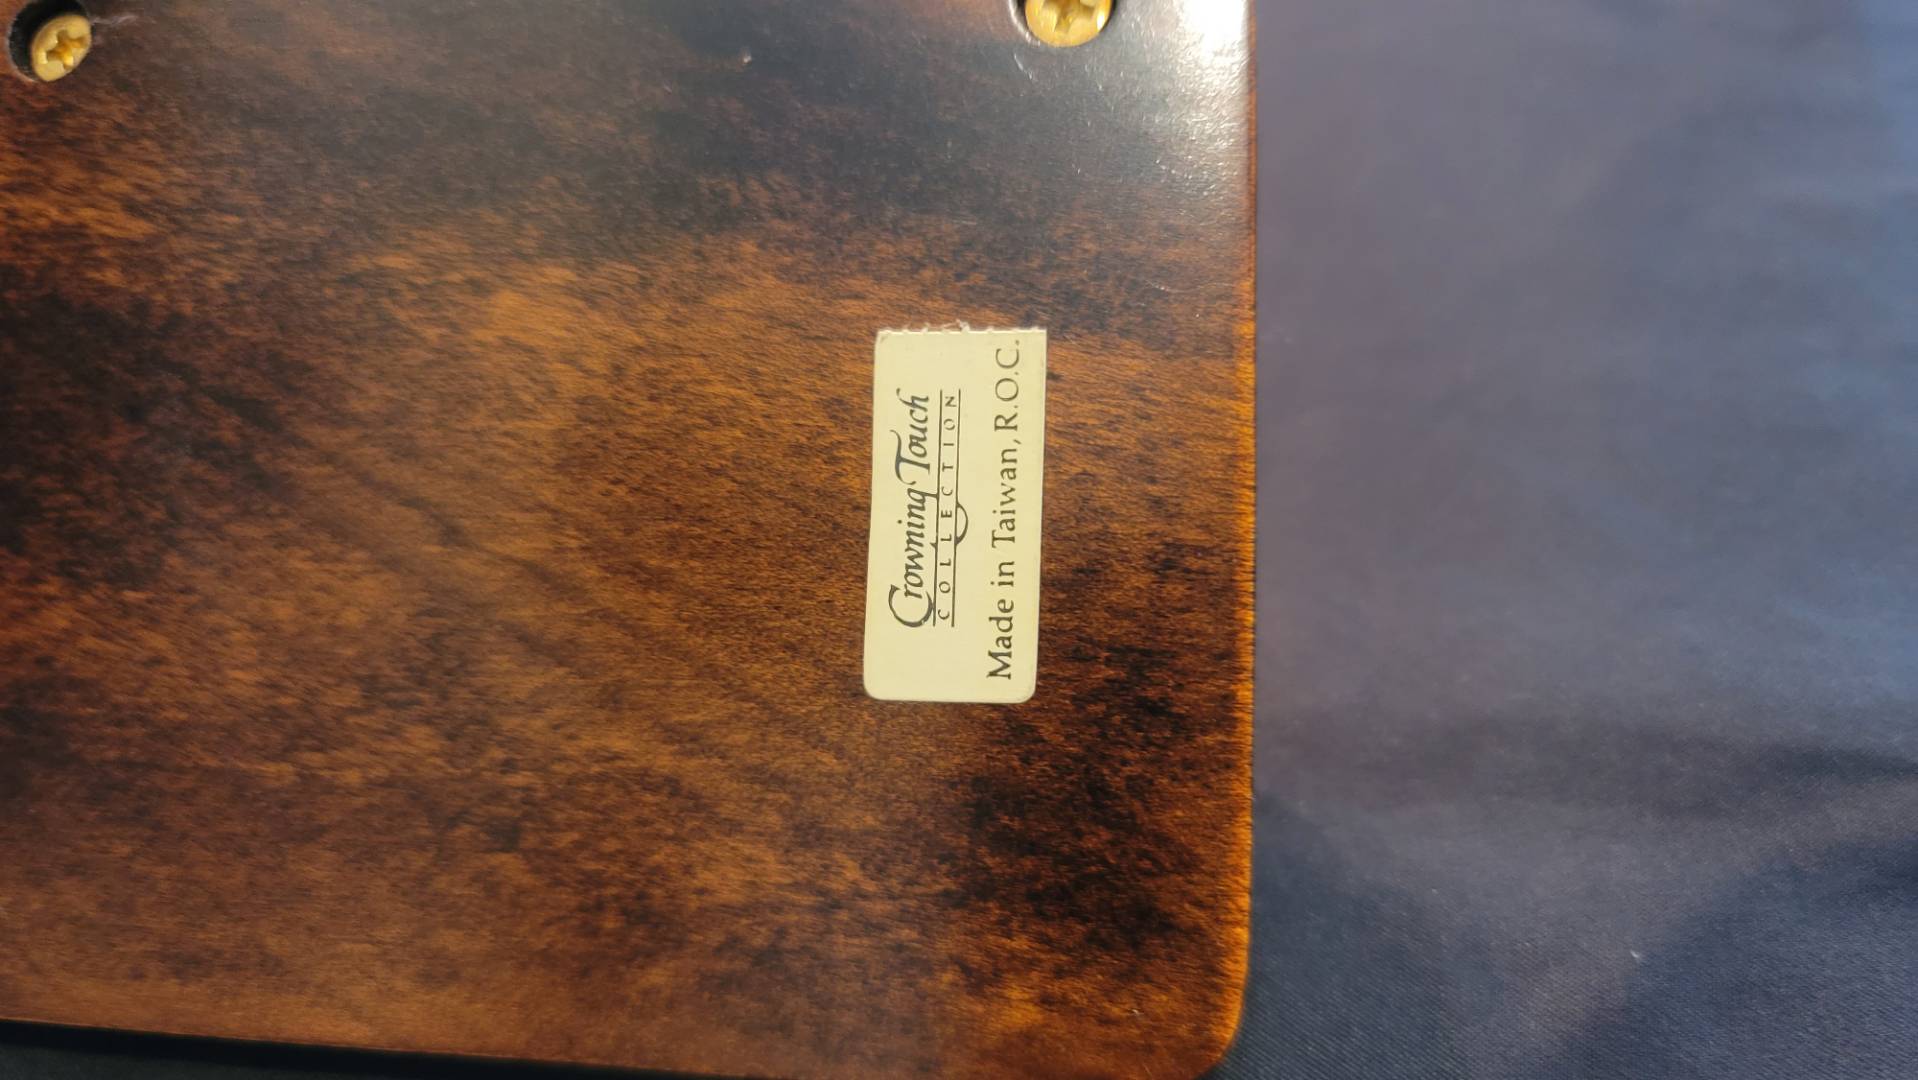 Crowning Touch
COLLECTION
Made in Taiwan, R.O.C.